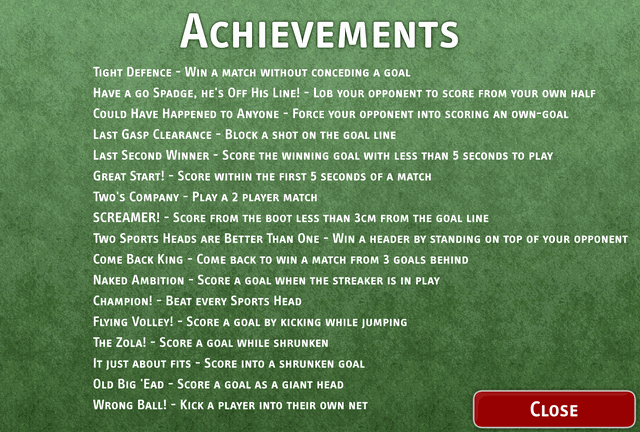 Achievements
Tight Defence - Win a match without conceding a goal
Have a go Spadge, he's Off His Line! - Lob your opponent to score from your own half
Could Have Happened to Anyone - Force your opponent into scoring an own-goal
Last Gasp Clearance - Block a shot on the goal line
Last Second Winner - Score the winning goal with less than 5 seconds to play
Great Start! - Score within the first 5 seconds of a match
Two's Company - Play a 2 player match
SCREAMER! - Score from the boot less than 3cm from the goal line
Two Sports Heads are Better Than One - Win a header by standing on top of your opponent
Come Back King - Come back to win a match from 3 goals behind
Naked Ambition - Score a goal when the streaker is in play
Champion! - Beat every Sports Head
Flying Volley! - Score a goal by kicking while jumping
The Zola! - Score a goal while shrunken
It just about fits - Score into a shrunken goal
Old Big 'Ead - Score a goal as a giant head
Wrong Ball! - Kick a player into their own net
Close